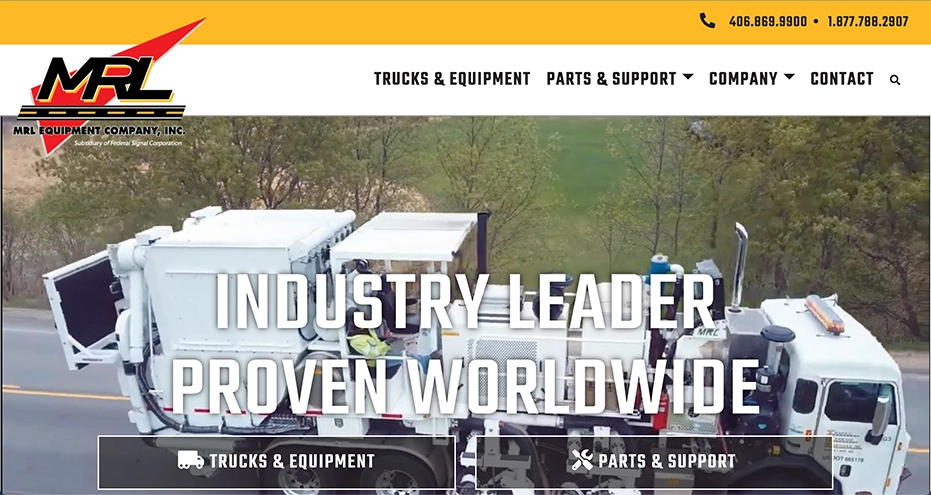 406.869.9900 • 1.877.788.2907
MRL
MRL EQUIPMENT COMPANY, INC.
Subsidiary of Federal Signal Corporation
TRUCKS & EQUIPMENT PARTS & SUPPORT COMPANY CONTACT
INDUSTRY LEADER
PROVEN WORLDWIDE
MRL
TRUCKS & EQUIPMENT
PARTS & SUPPORT